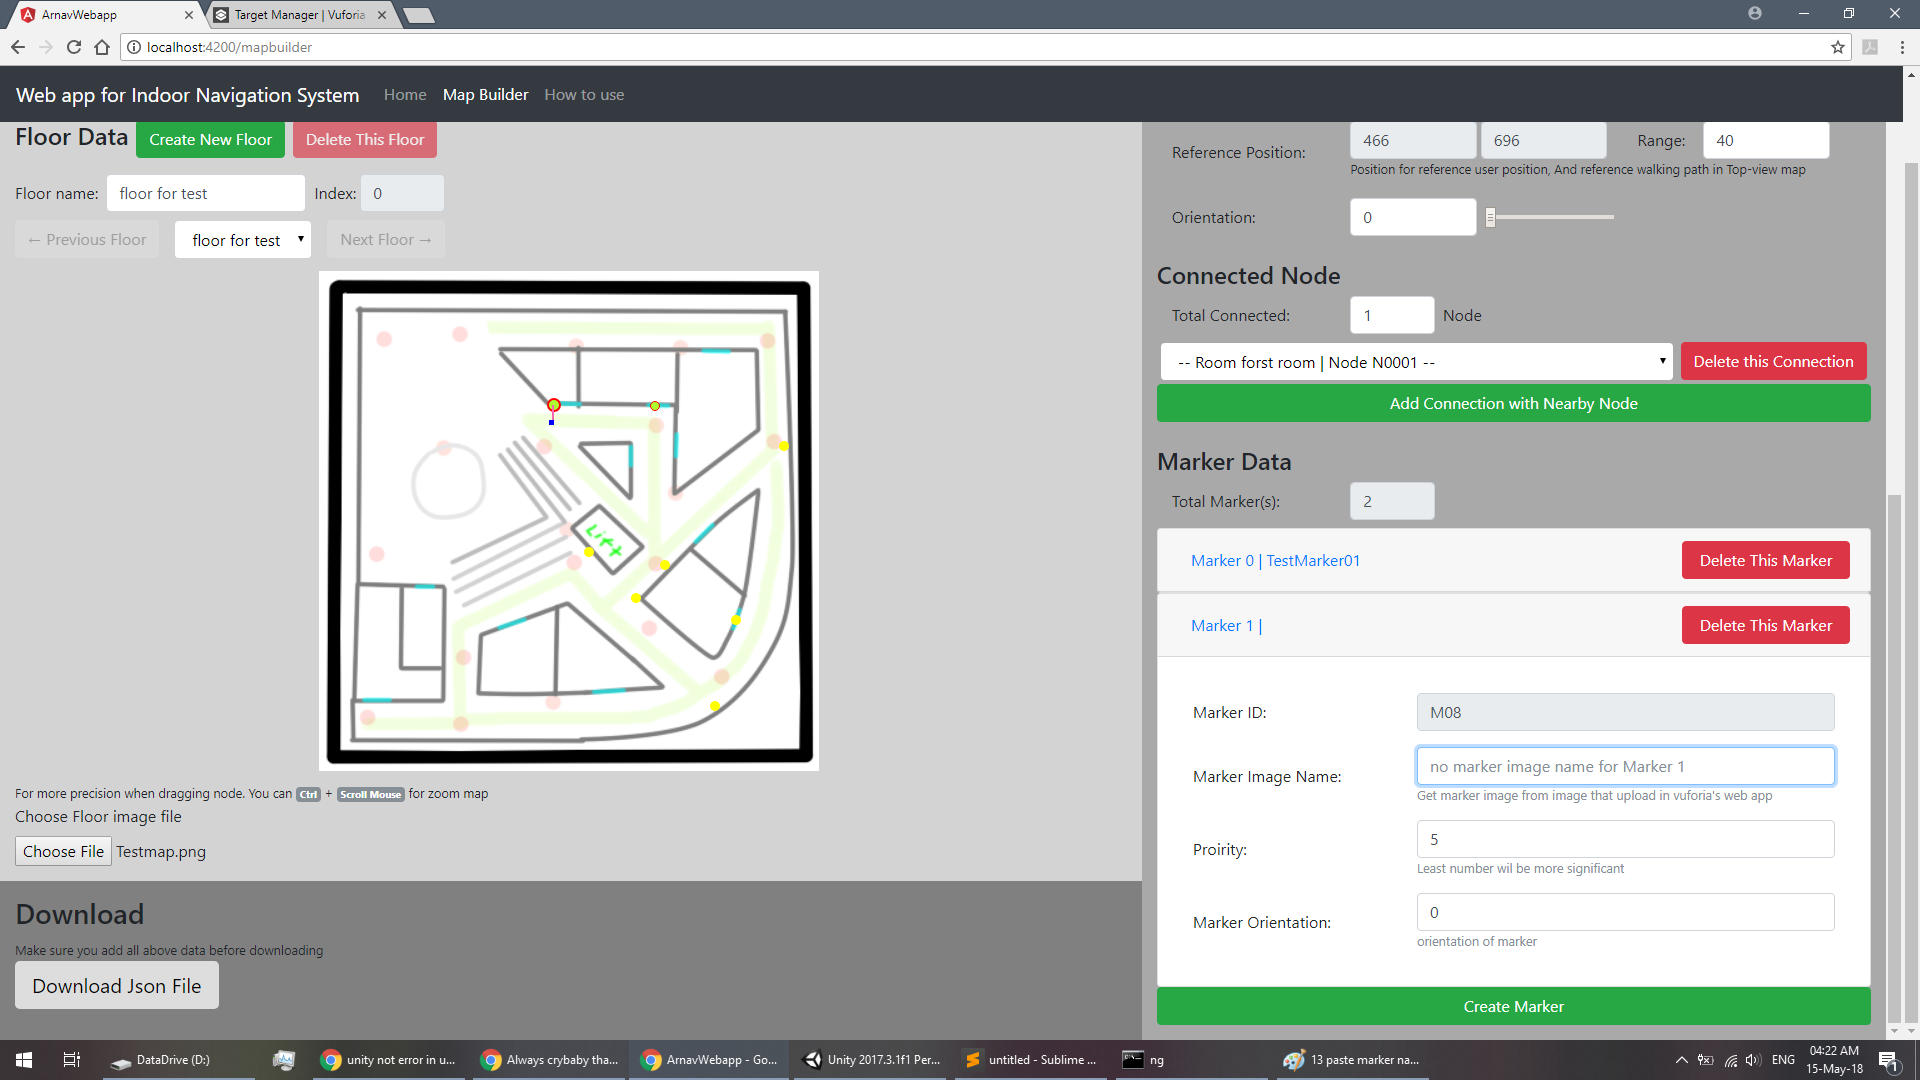 ArnavWebapp
Target Manager | Vuforia
localhost:4200/mapbuilder
Web app for Indoor Navigation System
Home
Map Builder
How to use
Floor Data
Create New Floor
Delete This Floor
Floor name:
floor for test
Index:
0
← Previous Floor
floor for test
Next Floor →
Lift
For more precision when dragging node. You can Ctrl + Scroll Mouse for zoom map
Choose Floor image file
Choose File
Testmap.png
Download
Make sure you add all above data before downloading
Download Json File
Reference Position:
466
696
Range:
40
Position for reference user position, And reference walking path in Top-view map
Orientation:
0
Connected Node
Total Connected:
1
Node
-- Room forst room | Node N0001 --
Delete this Connection
Add Connection with Nearby Node
Marker Data
Total Marker(s):
2
Marker 0 | TestMarker01
Delete This Marker
Marker 1 |
Delete This Marker
Marker ID:
M08
Marker Image Name:
no marker image name for Marker 1
Get marker image from image that upload in vuforia's web app
Proirity:
5
Least number wil be more significant
Marker Orientation:
0
orientation of marker
Create Marker
DataDrive (D:)
unity not error in u...
Always crybaby tha...
ArnavWebapp - Go...
Unity 2017.3.1f1 Per...
untitled - Sublime ...
ng
13 paste marker na...
ENG
04:22 AM
15-May-18
1